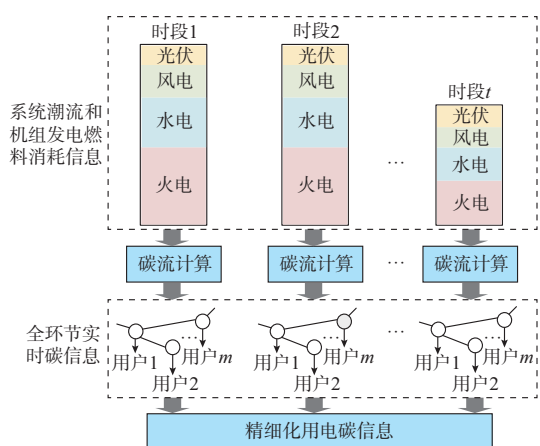 时段1
时段2
时段t
光伏
风电
水电
火电
光伏
风电
水电
火电
光伏
风电
水电
火电
…
系统潮流和
机组发电燃
料消耗信息
碳流计算
碳流计算
…
碳流计算
全环节实
时碳信息
…
用户1
用户2
用户m
…
用户1
用户2
用户m
…
…
用户1
用户2
用户m
精细化用电碳信息